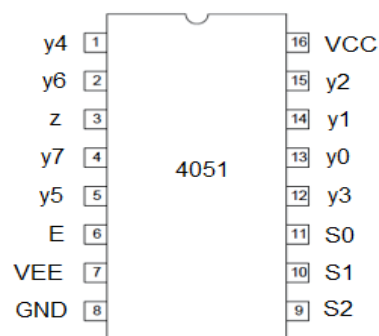 y4 1 16 VCC
y6 2 15 y2
z 3 14 y1
y7 4 13 y0
4051
y5 5 12 y3
E 6 11 S0
VEE 7 10 S1
GND 8 9 S2